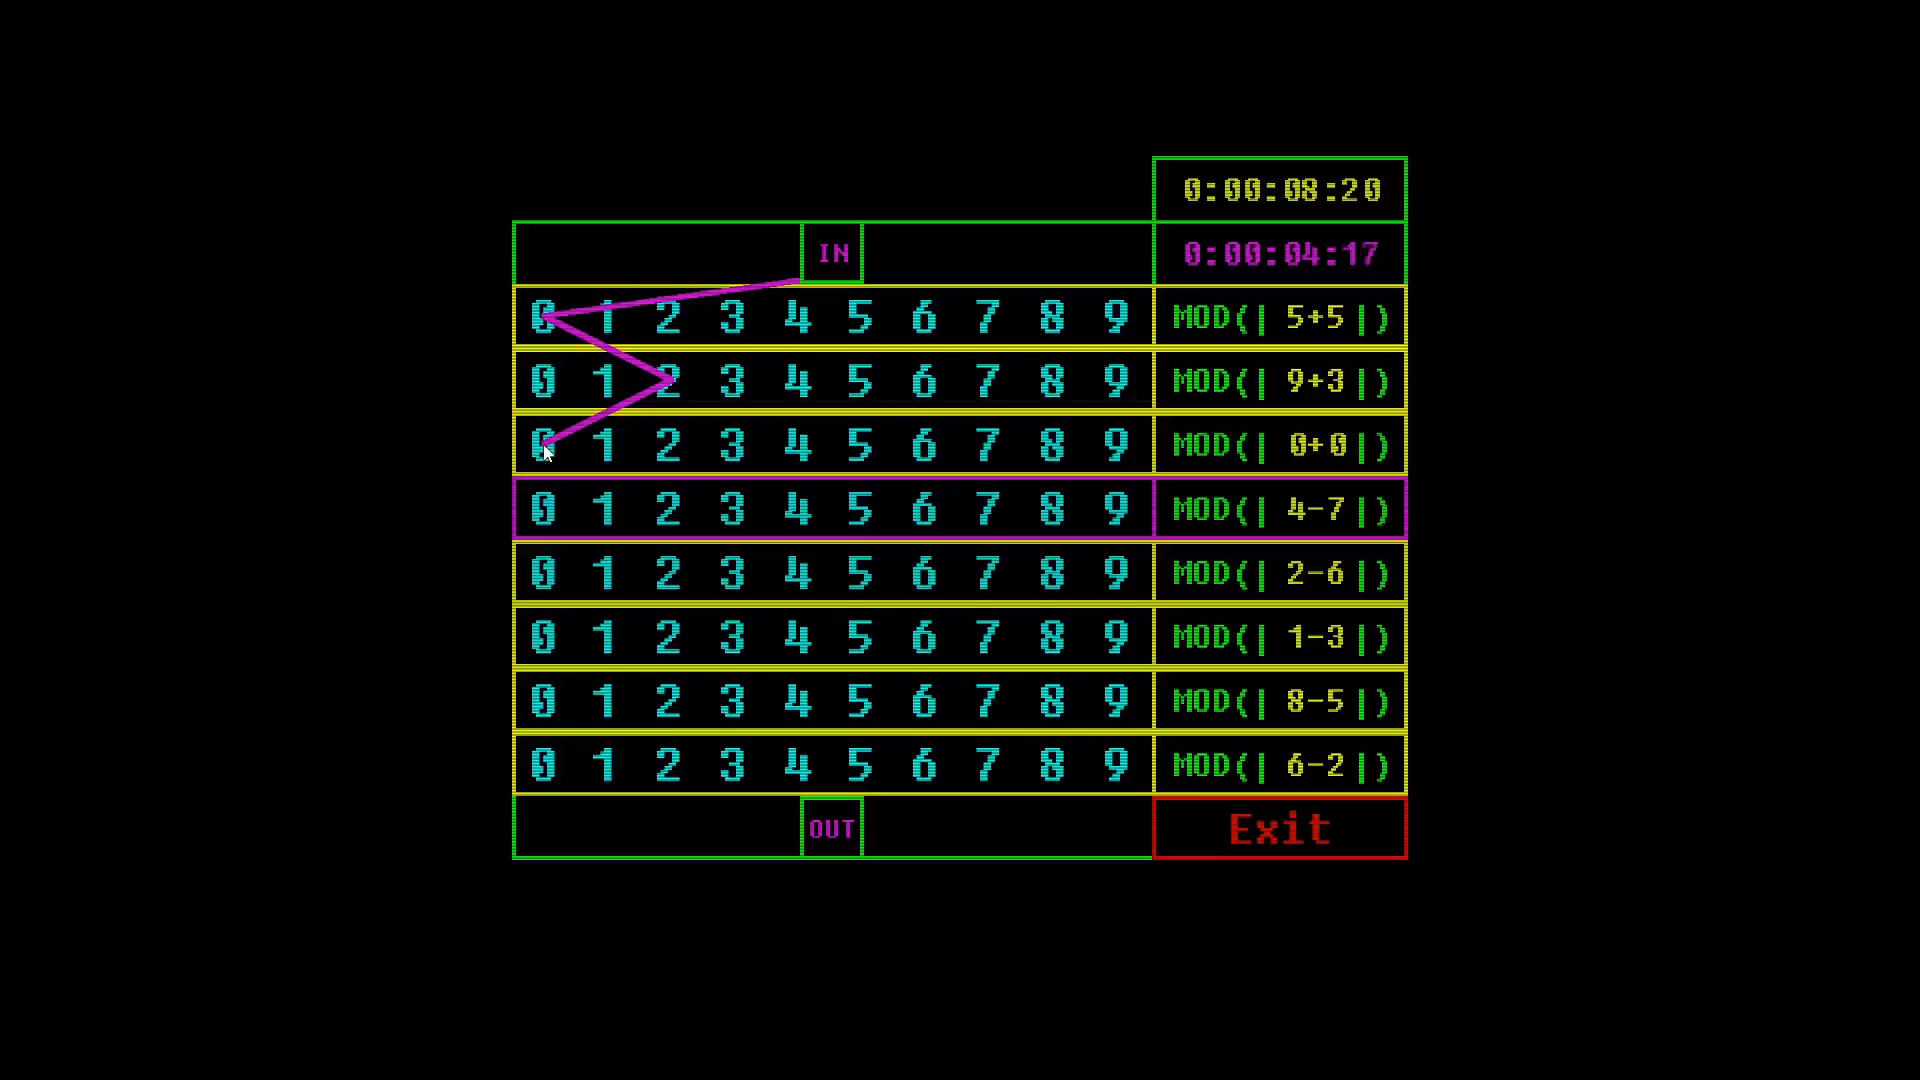 0:00:08:20
IN 0:00:04:17
0 1 2 3 4 5 6 7 8 9 MOD(| 5+5 |)
0 1 2 3 4 5 6 7 8 9 MOD(| 9+3 |)
0 1 2 3 4 5 6 7 8 9 MOD(| 0+0 |)
0 1 2 3 4 5 6 7 8 9 MOD(| 4-7 |)
0 1 2 3 4 5 6 7 8 9 MOD(| 2-6 |)
0 1 2 3 4 5 6 7 8 9 MOD(| 1-3 |)
0 1 2 3 4 5 6 7 8 9 MOD(| 8-5 |)
0 1 2 3 4 5 6 7 8 9 MOD(| 6-2 |)
OUT Exit